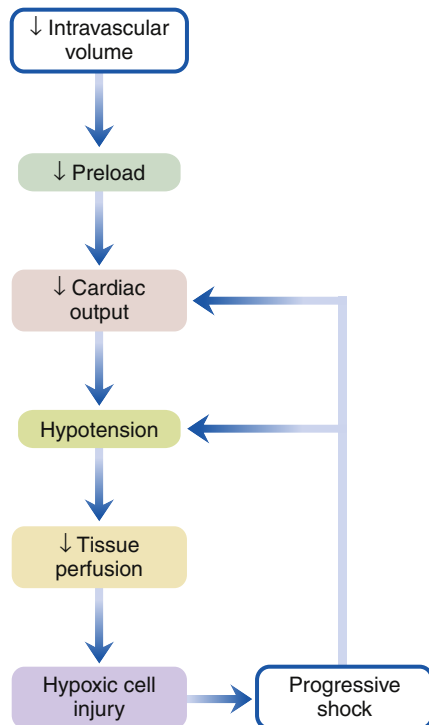 ↓ Intravascular
volume
↓ Preload
↓ Cardiac
output
Hypotension
↓ Tissue
perfusion
Hypoxic cell
injury
Progressive
shock